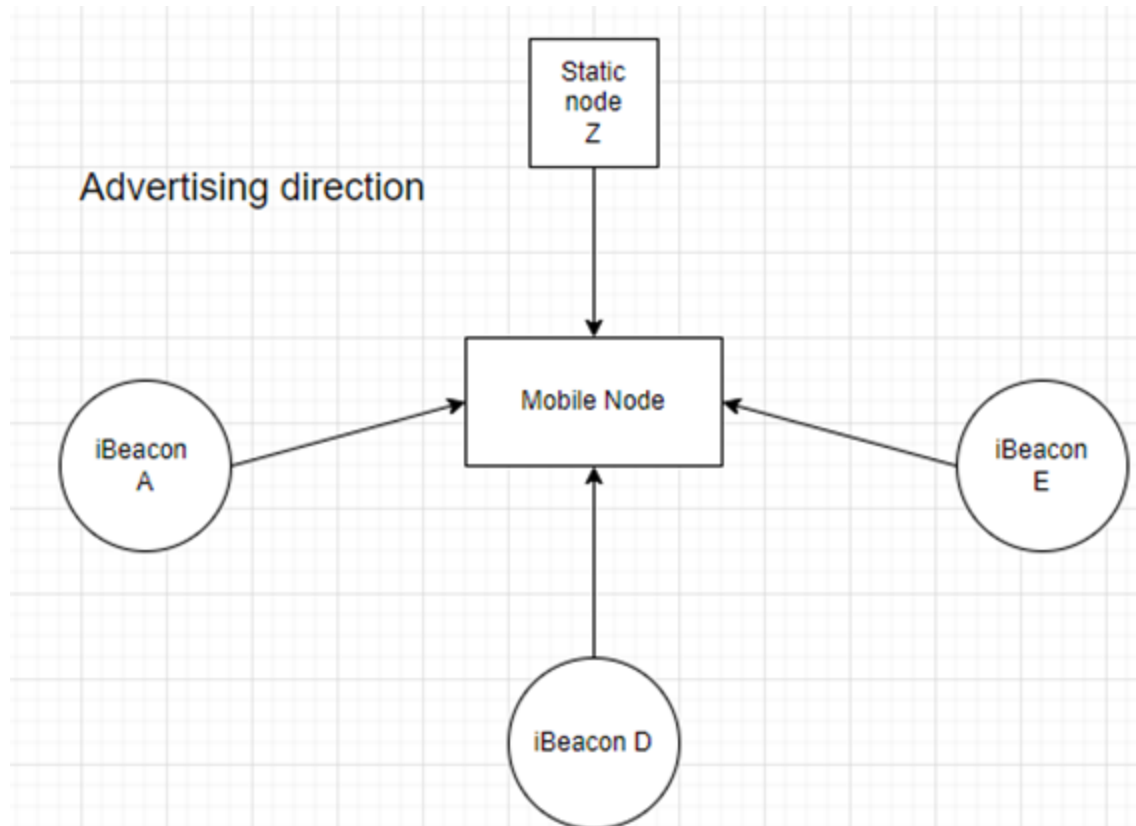 Static
node
Z
Advertising direction
Mobile Node
iBeacon
A
iBeacon
E
iBeacon D